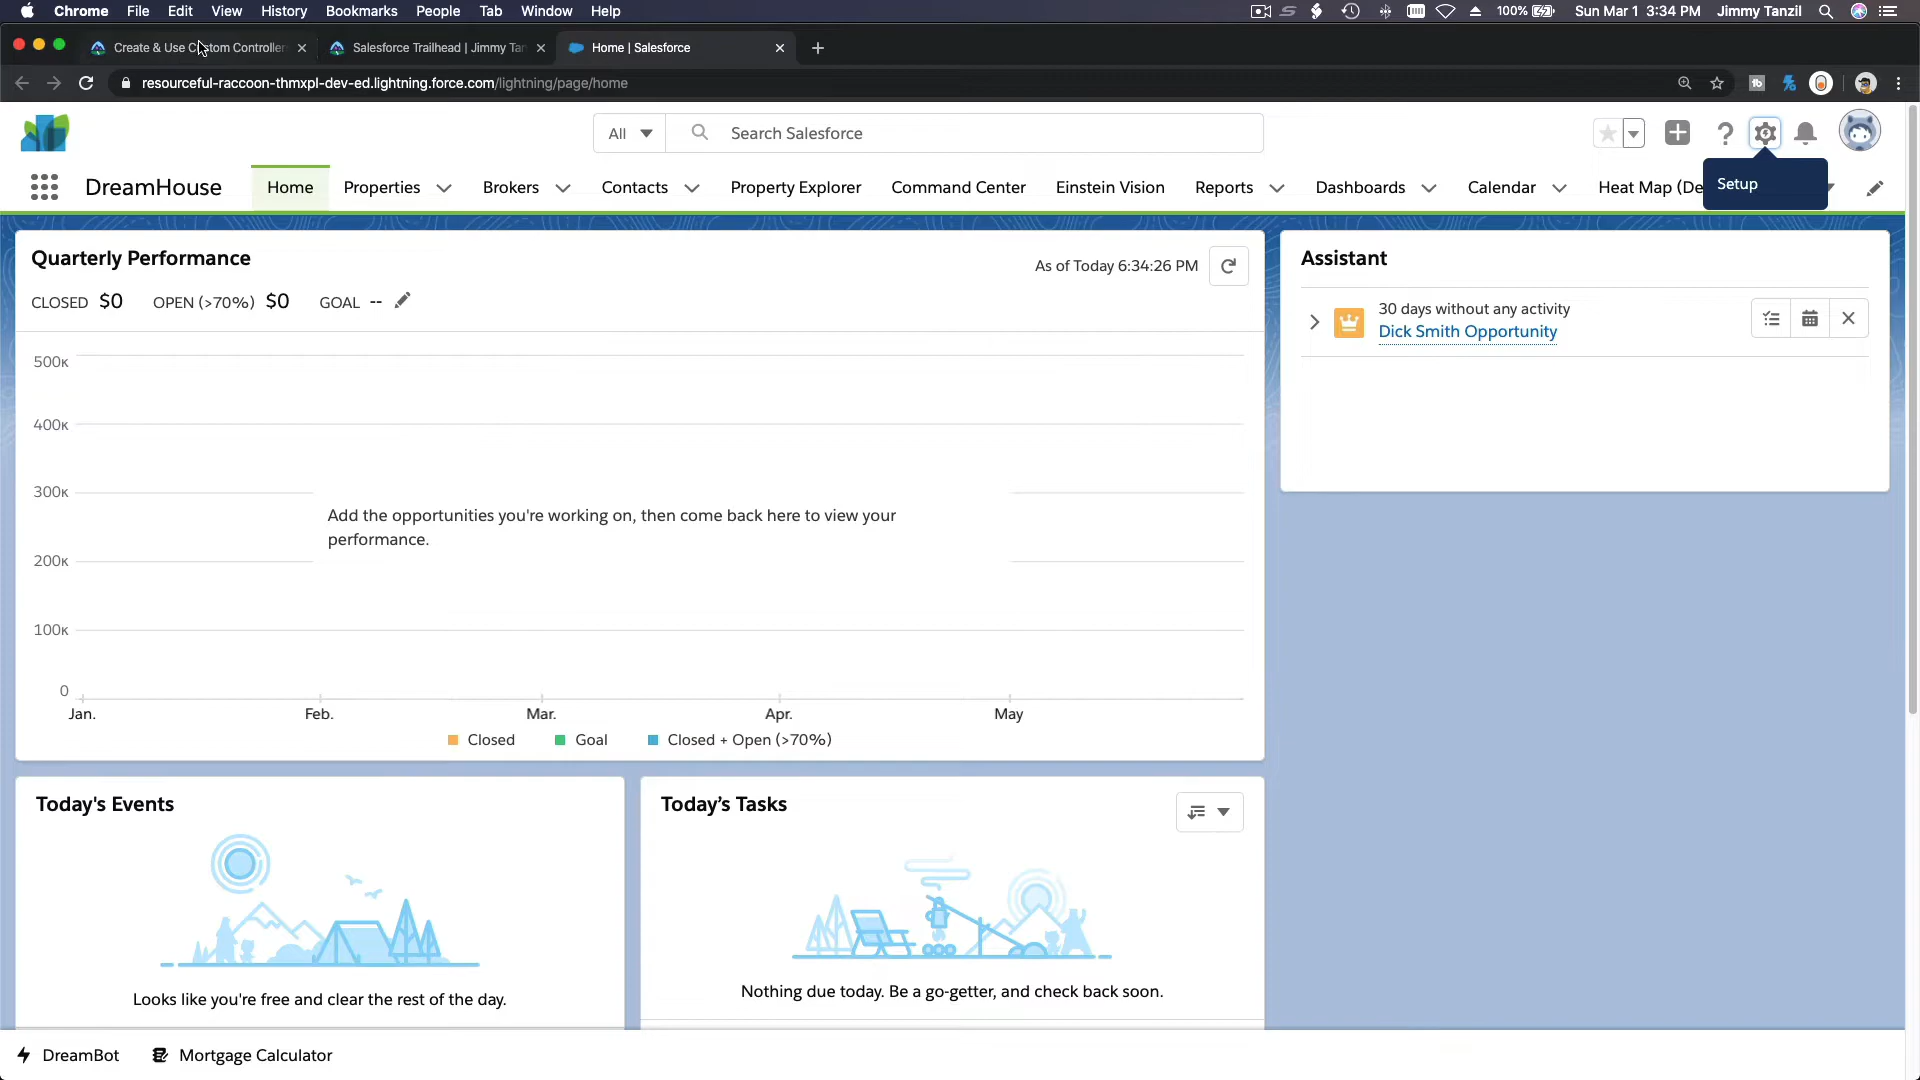 Chrome File Edit View History Bookmarks People Tab Window Help 100% Sun Mar 1 3:34 PM Jimmy Tanzil
Create & Use Custom Controller Salesforce Trailhead | Jimmy Tan Home | Salesforce
resourceful-raccoon-thmxpl-dev-ed.lightning.force.com/lightning/page/home
All Search Salesforce
DreamHouse Home Properties Brokers Contacts Property Explorer Command Center Einstein Vision Reports Dashboards Calendar Heat Map (De
Setup
Quarterly Performance
As of Today 6:34:26 PM
CLOSED $0 OPEN (>70%) $0 GOAL --
500K
400K
300K
200K
100K
0
Add the opportunities you're working on, then come back here to view your
performance.
Jan. Feb. Mar. Apr. May
Closed Goal Closed + Open (>70%)
Assistant
30 days without any activity
Dick Smith Opportunity
Today's Events
Looks like you're free and clear the rest of the day.
Today’s Tasks
Nothing due today. Be a go-getter, and check back soon.
DreamBot Mortgage Calculator